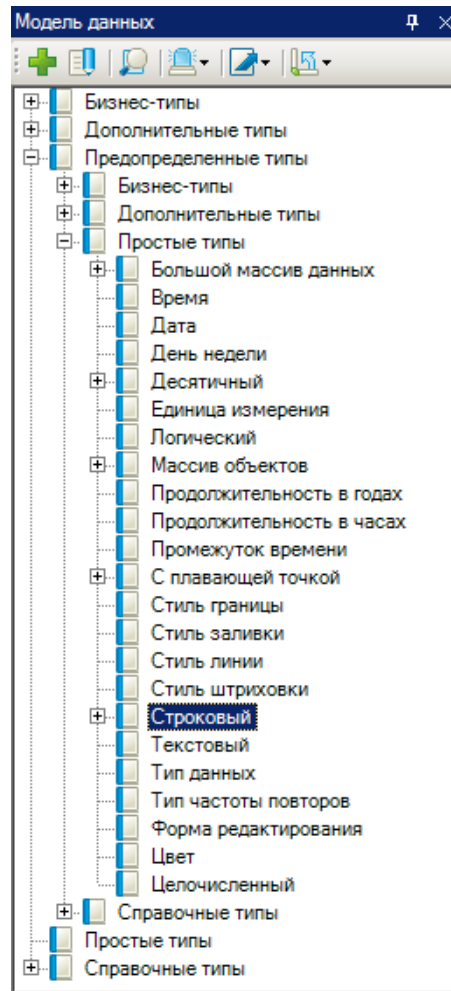 Модель данных
Бизнес-типы
Дополнительные типы
Предопределенные типы
Бизнес-типы
Дополнительные типы
Простые типы
Большой массив данных
Время
Дата
День недели
Десятичный
Единица измерения
Логический
Массив объектов
Продолжительность в годах
Продолжительность в часах
Промежуток времени
С плавающей точкой
Стиль границы
Стиль заливки
Стиль линии
Стиль штриховки
Строковый
Текстовый
Тип данных
Тип частоты повторов
Форма редактирования
Цвет
Целочисленный
Справочные типы
Простые типы
Справочные типы